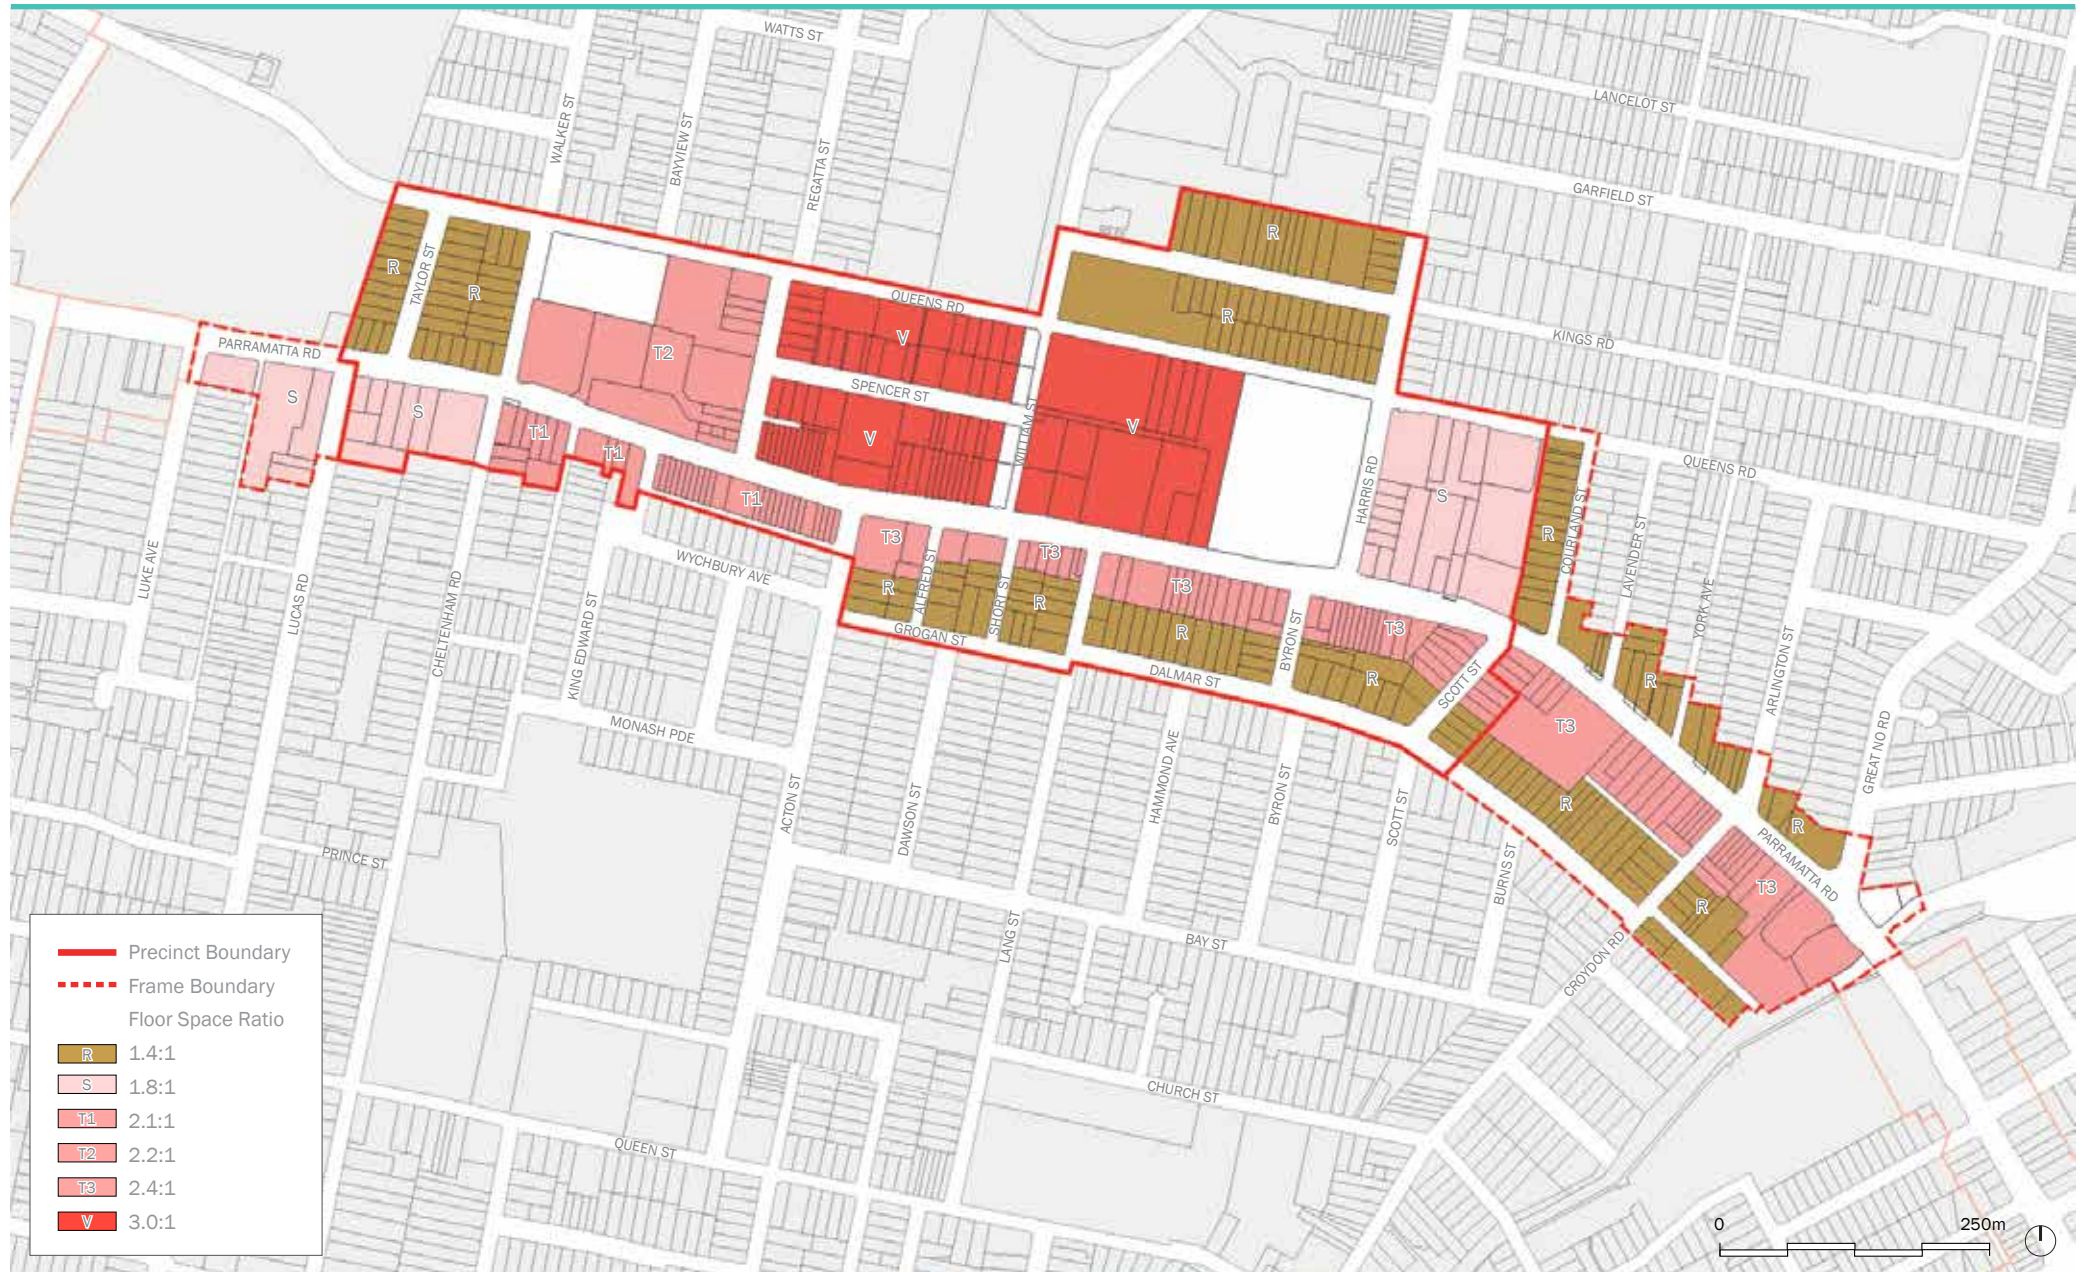 WATTS ST
LANCELOT ST
WALKER ST
BAYVIEW ST
REGATTA ST
GARFIELD ST
R
R
TAYLOR ST
R
R
QUEENS RD
R
KINGS RD
V
PARRAMATTA RD
T2
SPENCER ST
S
S
V
WILLIAM ST
V
T1
T1
QUEENS RD
HARRIS RD
S
T1
COURLAND ST
R
T3
T3
LAVENDER ST
LUKE AVE
WYCHBURY AVE
R
ALFRED ST
SHORT ST
R
T3
YORK AVE
LUCAS RD
CHELTENHAM RD
KING EDWARD ST
GROGAN ST
R
BYRON ST
T3
ARLINGTON ST
DALMAR ST
R
SCOTT ST
R
T3
MONASH PDE
GREAT NO RD
ACTON ST
DAWSON ST
HAMMOND AVE
BYRON ST
SCOTT ST
R
R
PARRAMATTA RD
PRINCE ST
BURNS ST
T3
R
LANG ST
BAY ST
CROYDON RD
CHURCH ST
QUEEN ST
Precinct Boundary
Frame Boundary
Floor Space Ratio
R 1.4:1
S 1.8:1
T1 2.1:1
T2 2.2:1
T3 2.4:1
V 3.0:1
0 250m